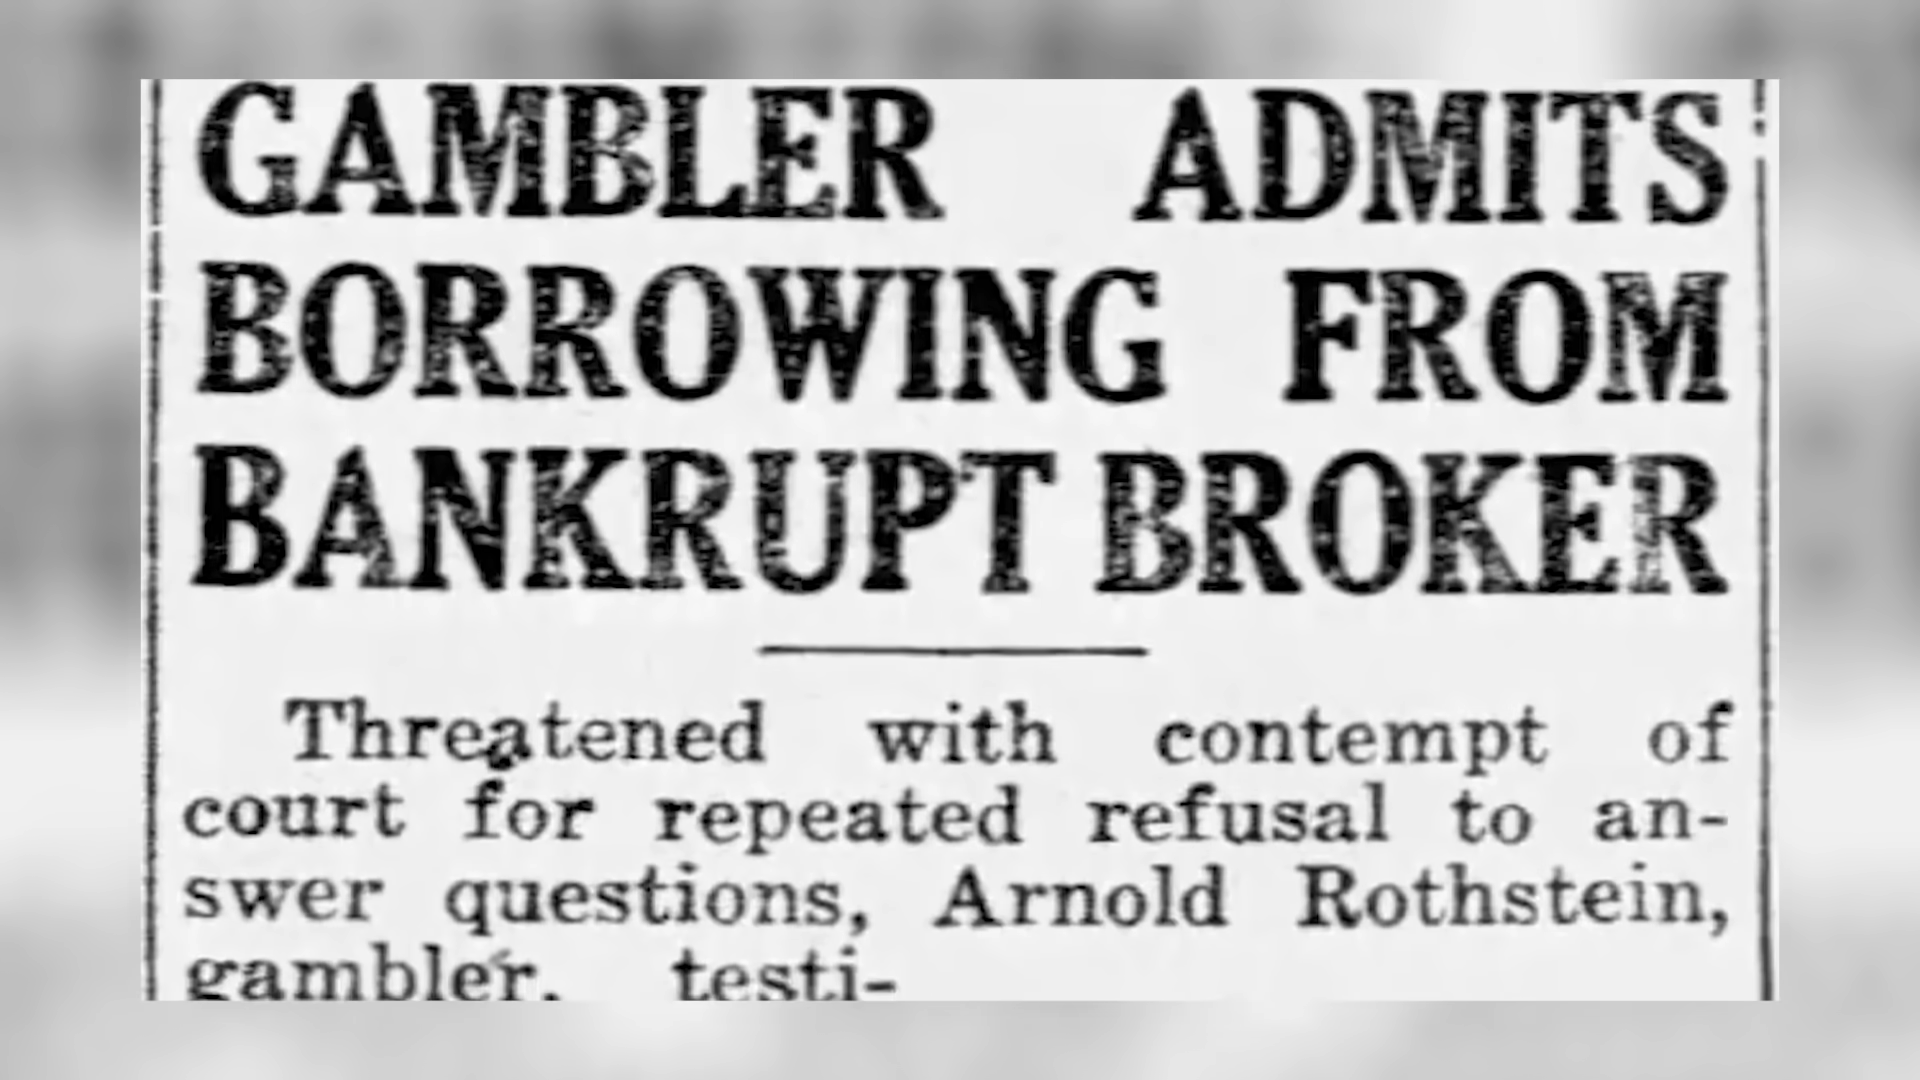 GAMBLER ADMITS
BORROWING FROM
BANKRUPT BROKER
Threatened with contempt of
court for repeated refusal to an-
swer questions, Arnold Rothstein,
gambler, testi-